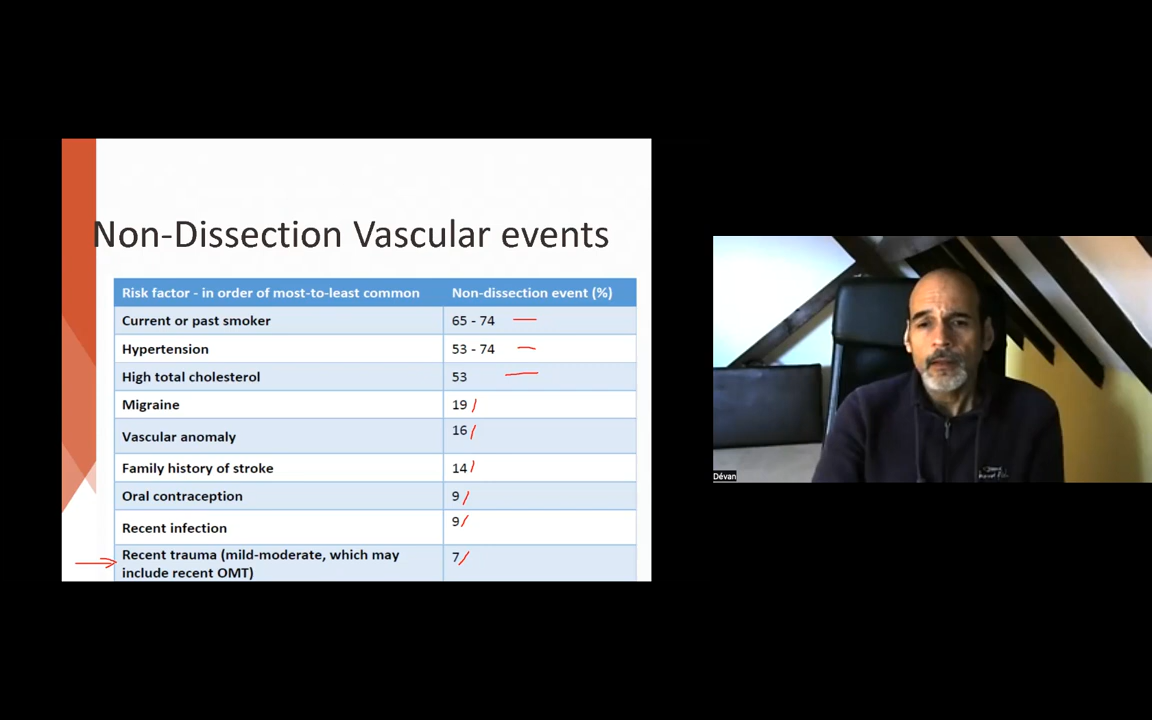 Non-Dissection Vascular events
Risk factor - in order of most-to-least common Non-dissection event (%)
Current or past smoker 65 - 74
Hypertension 53 - 74
High total cholesterol 53
Migraine 19
Vascular anomaly 16
Family history of stroke 14
Oral contraception 9
Recent infection 9
Recent trauma (mild-moderate, which may 7
include recent OMT)
Dévan